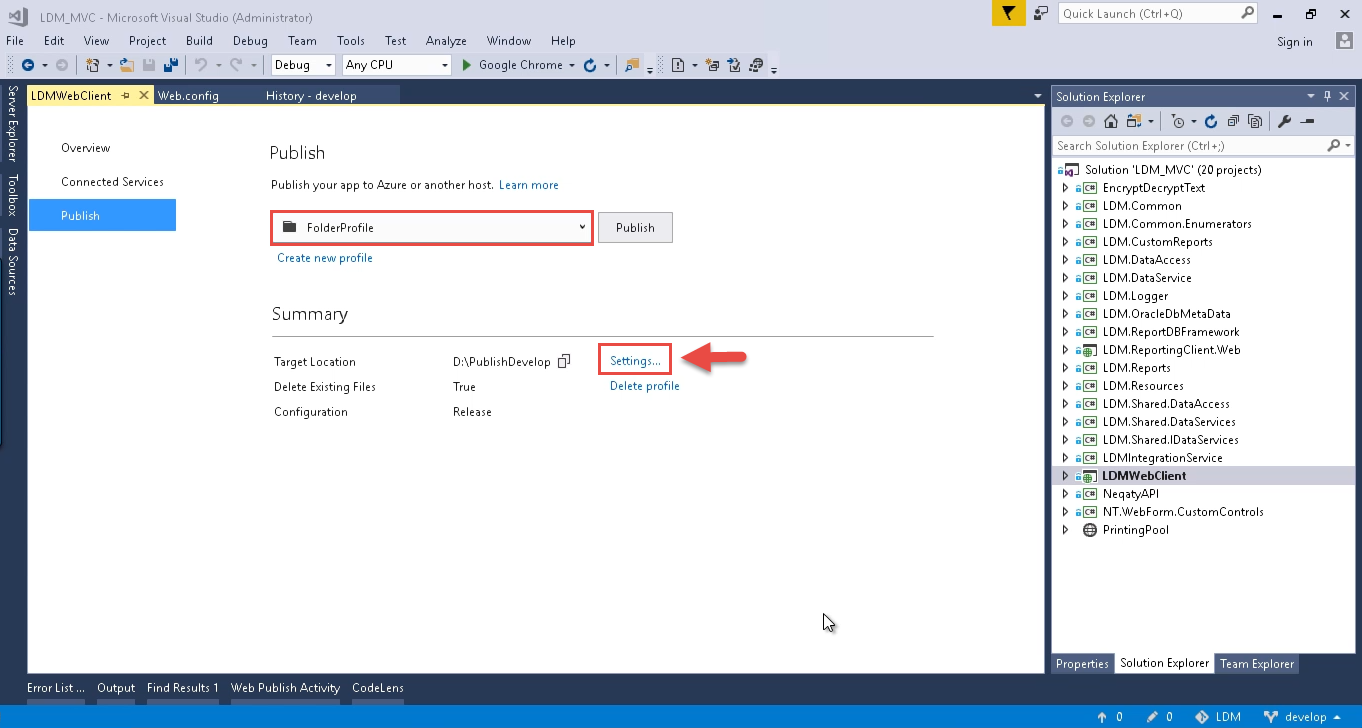 LDM_MVC - Microsoft Visual Studio (Administrator)
Quick Launch (Ctrl+Q)
File Edit View Project Build Debug Team Tools Test Analyze Window Help
Sign in
Debug Any CPU Google Chrome
Server Explorer
Toolbox
Data Sources
LDMWebClient Web.config History - develop
Overview
Connected Services
Publish
Publish
Publish your app to Azure or another host. Learn more
FolderProfile Publish
Create new profile
Summary
Target Location D:\PublishDevelop Settings...
Delete Existing Files True Delete profile
Configuration Release
Solution Explorer
Search Solution Explorer (Ctrl+;)
Solution 'LDM_MVC' (20 projects)
C# EncryptDecryptText
C# LDM.Common
C# LDM.Common.Enumerators
C# LDM.CustomReports
C# LDM.DataAccess
C# LDM.DataService
C# LDM.Logger
C# LDM.OracleDbMetaData
C# LDM.ReportDBFramework
LDM.ReportingClient.Web
C# LDM.Reports
C# LDM.Resources
C# LDM.Shared.DataAccess
C# LDM.Shared.DataServices
C# LDM.Shared.IDataServices
C# LDMIntegrationService
LDMWebClient
C# NeqatyAPI
C# NT.WebForm.CustomControls
PrintingPool
Properties Solution Explorer Team Explorer
Error List ... Output Find Results 1 Web Publish Activity CodeLens
0 0 LDM develop